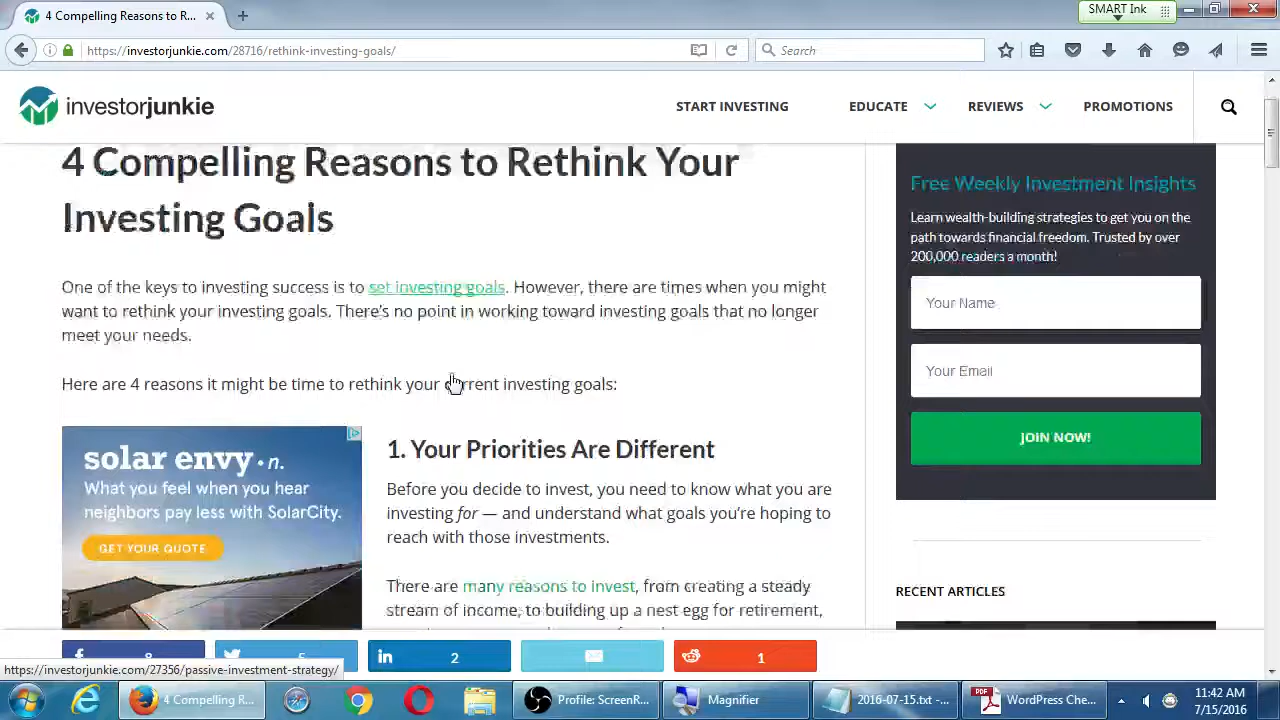 4 Compelling Reasons to R...
SMART Ink
https://investorjunkie.com/28716/rethink-investing-goals/
Search
investorjunkie
START INVESTING
EDUCATE
REVIEWS
PROMOTIONS
4 Compelling Reasons to Rethink Your
Investing Goals
One of the keys to investing success is to set investing goals. However, there are times when you might
want to rethink your investing goals. There's no point in working toward investing goals that no longer
meet your needs.
Here are 4 reasons it might be time to rethink your current investing goals:
solar envy • n.
What you feel when you hear
neighbors pay less with SolarCity.
GET YOUR QUOTE
1. Your Priorities Are Different
Before you decide to invest, you need to know what you are
investing for — and understand what goals you're hoping to
reach with those investments.
There are many reasons to invest, from creating a steady
stream of income, to building up a nest egg for retirement,
Free Weekly Investment Insights
Learn wealth-building strategies to get you on the
path towards financial freedom. Trusted by over
200,000 readers a month!
Your Name
Your Email
JOIN NOW!
RECENT ARTICLES
8
5
in 2
1
https://investorjunkie.com/27356/passive-investment-strategy/
4 Compelling R...
Profile: ScreenR...
Magnifier
2016-07-15.txt -...
WordPress Che...
11:42 AM
7/15/2016